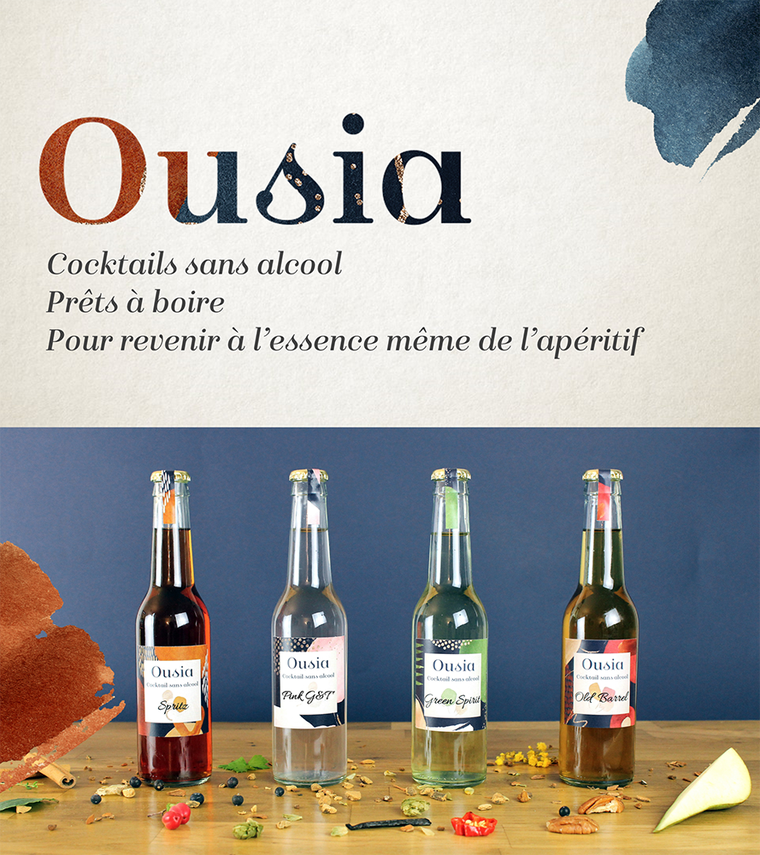 Ousia
Cocktails sans alcool
Prêts à boire
Pour revenir à l’essence même de l’apéritif
Ousia
Cocktail sans alcool
Spritz
Ousia
Cocktail sans alcool
Pink G&T
Ousia
Cocktail sans alcool
Green Spirit
Ousia
Cocktail sans alcool
Old Barrel